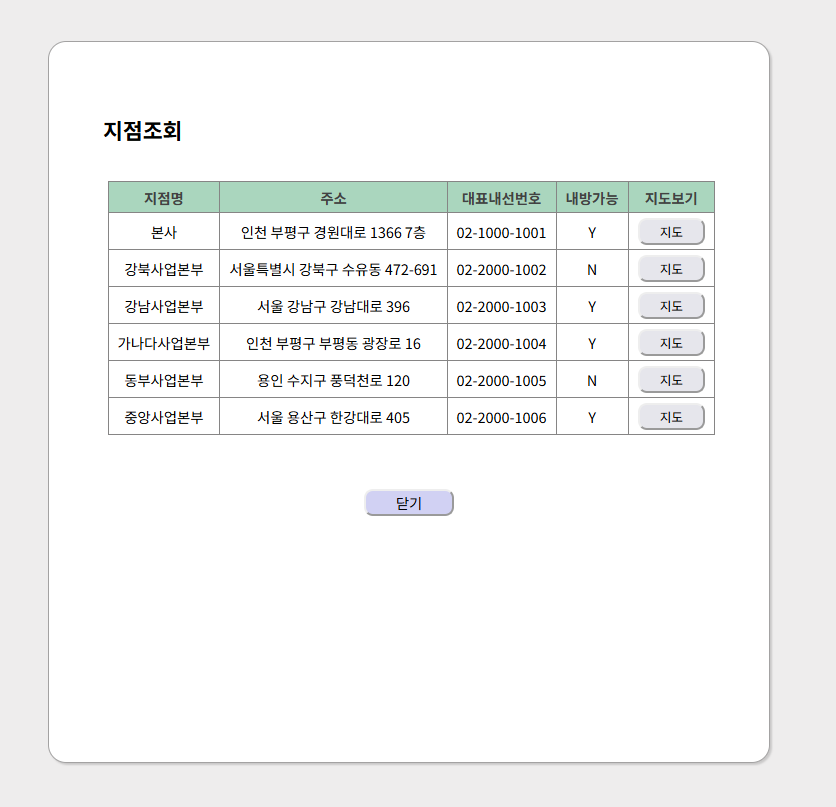 지점조회
지점명 주소 대표내선번호 내방가능 지도보기
본사 인천 부평구 경원대로 1366 7층 02-1000-1001 Y 지도
강북사업본부 서울특별시 강북구 수유동 472-691 02-2000-1002 N 지도
강남사업본부 서울 강남구 강남대로 396 02-2000-1003 Y 지도
가나다사업본부 인천 부평구 부평동 광장로 16 02-2000-1004 Y 지도
동부사업본부 용인 수지구 풍덕천로 120 02-2000-1005 N 지도
중앙사업본부 서울 용산구 한강대로 405 02-2000-1006 Y 지도
닫기